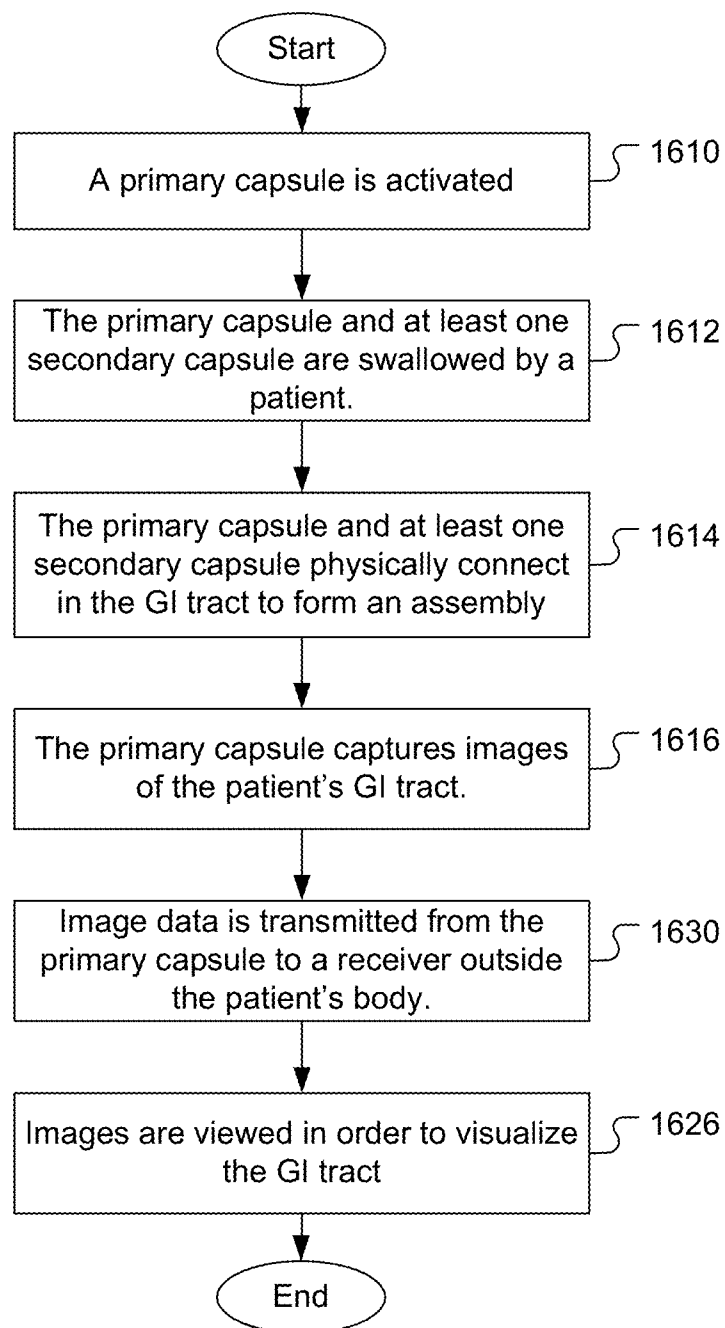 Start
A primary capsule is activated
1610
The primary capsule and at least one
secondary capsule are swallowed by a
patient.
1612
The primary capsule and at least one
secondary capsule physically connect
in the GI tract to form an assembly
1614
The primary capsule captures images
of the patient's GI tract.
1616
Image data is transmitted from the
primary capsule to a receiver outside
the patient's body.
1630
Images are viewed in order to visualize
the GI tract
1626
End